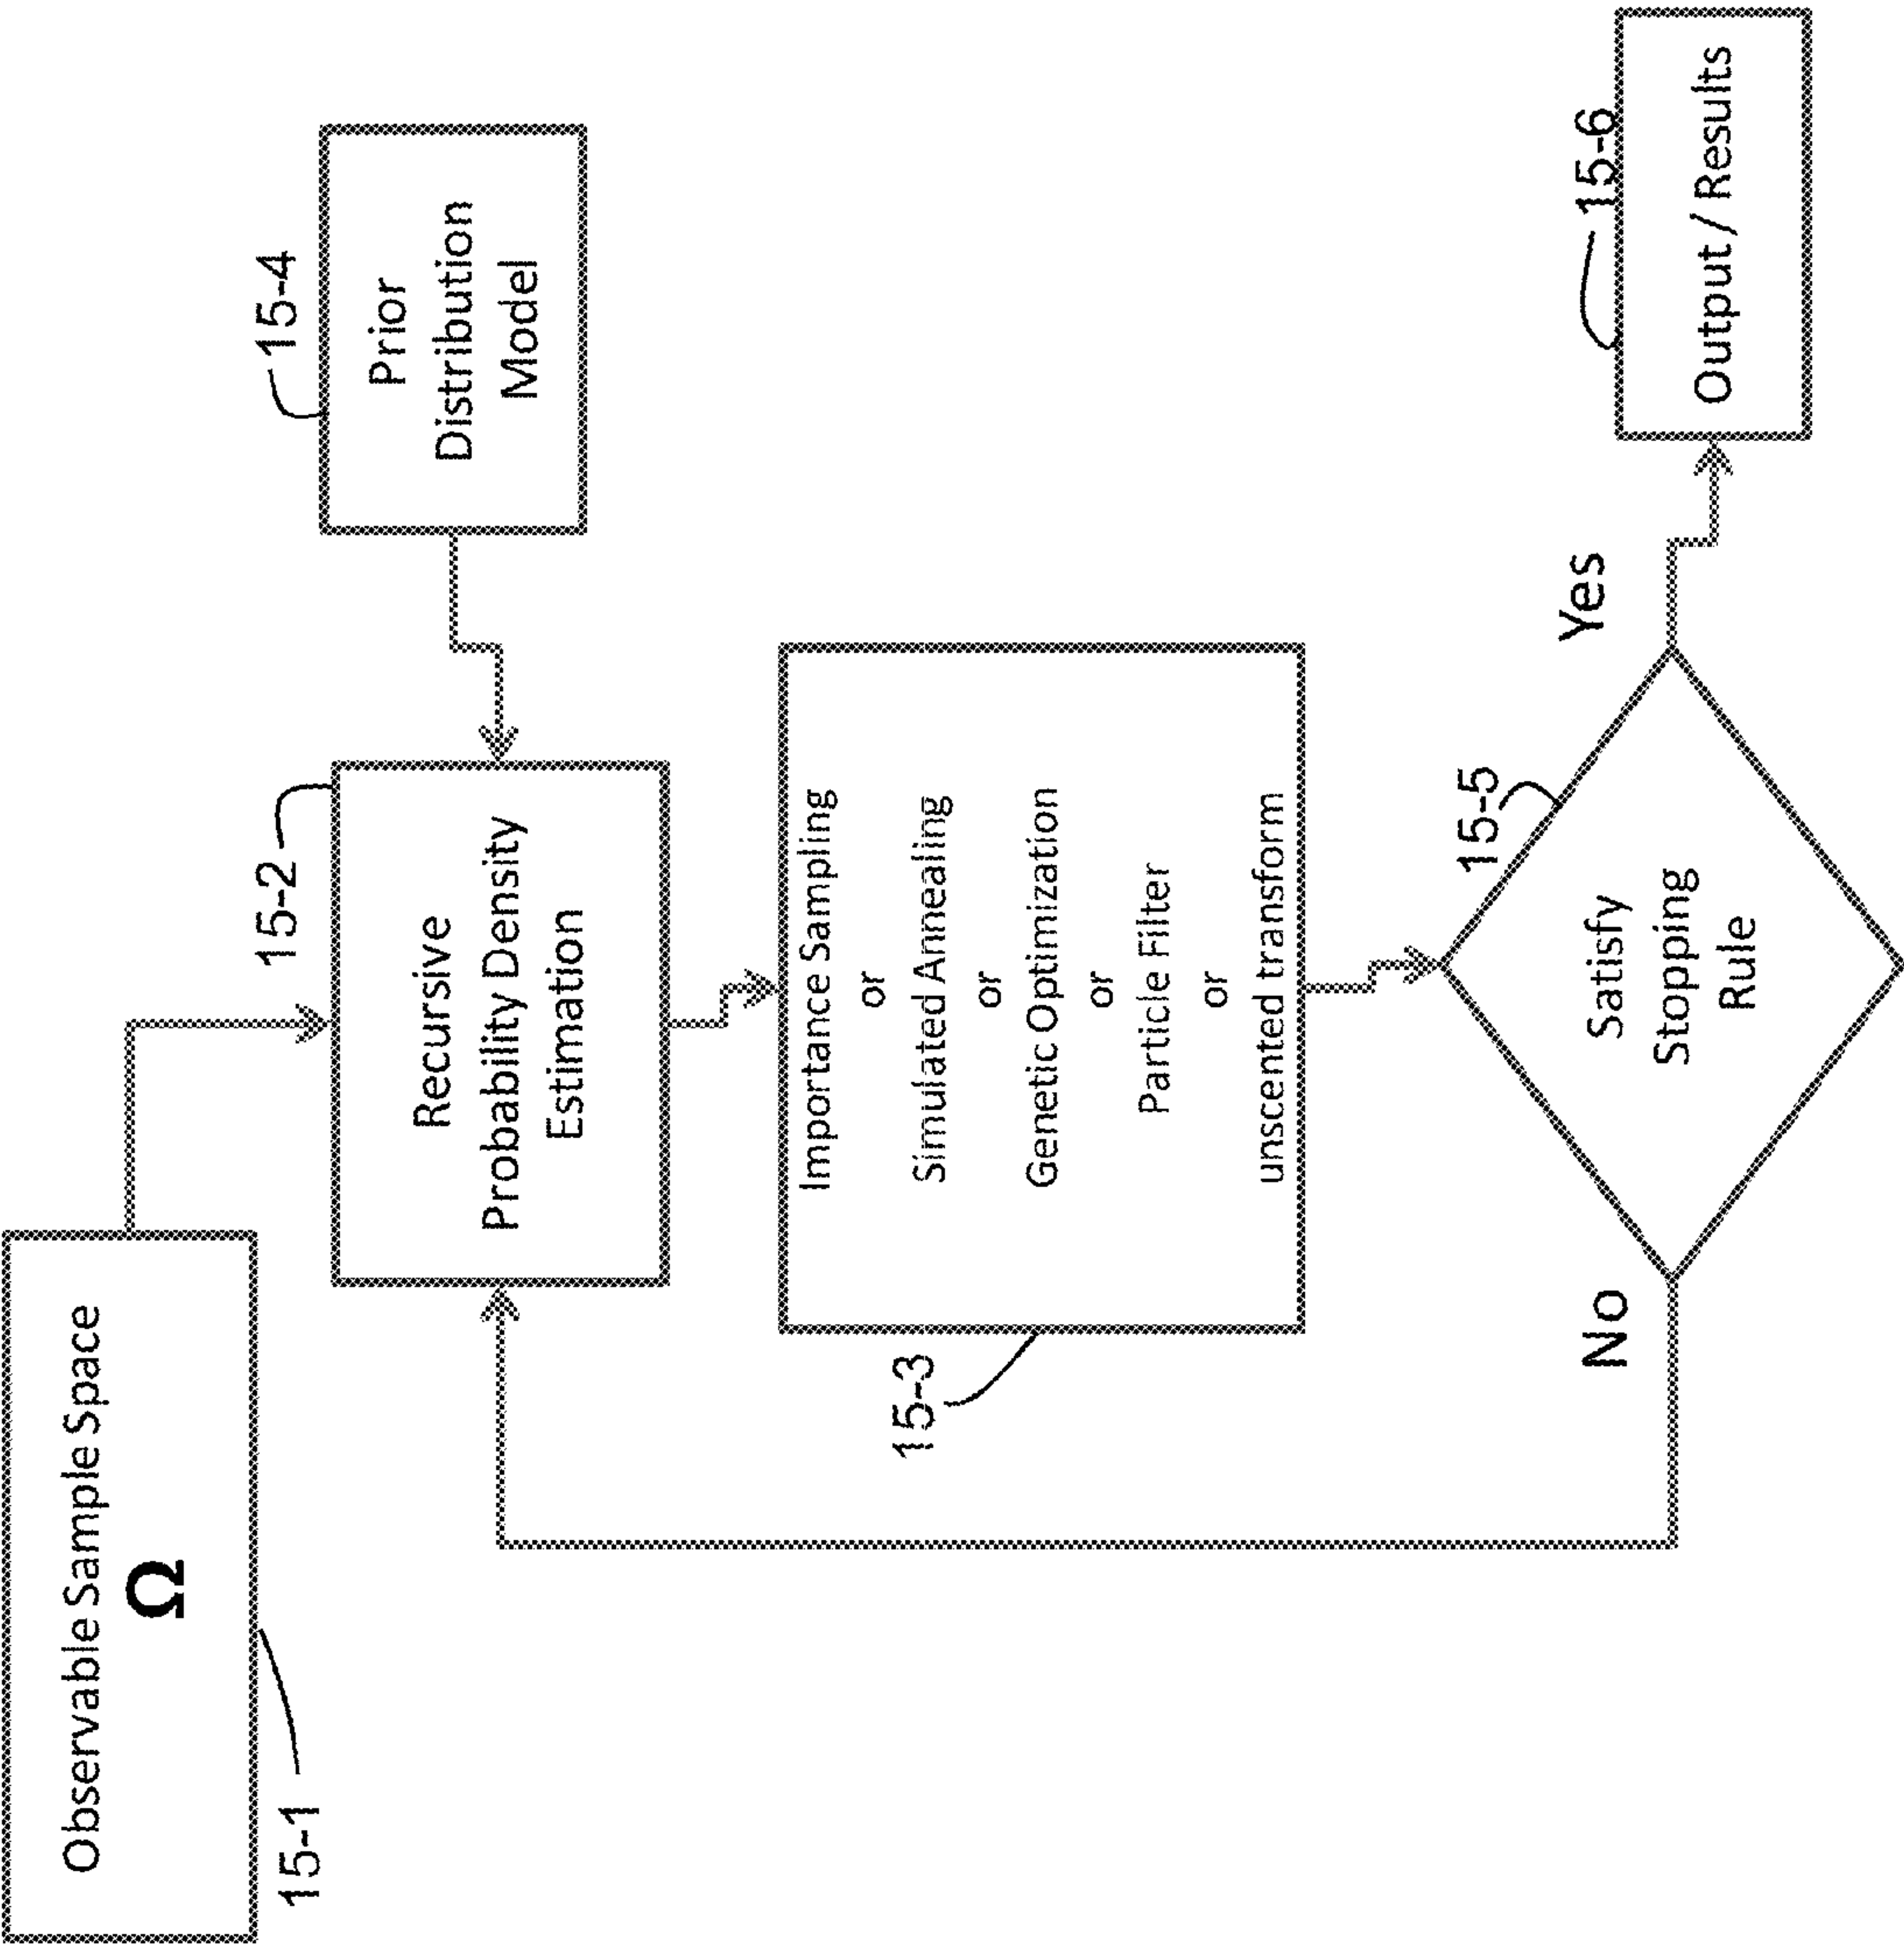 Observable Sample Space
Ω
15-1
15-2
Recursive
Probability Density
Estimation
15-4
Prior
Distribution
Model
15-3
Importance Sampling
or
Simulated Annealing
or
Genetic Optimization
or
Particle Filter
or
unscented transform
15-5
Satisfy
Stopping
Rule
No
Yes
15-6
Output / Results